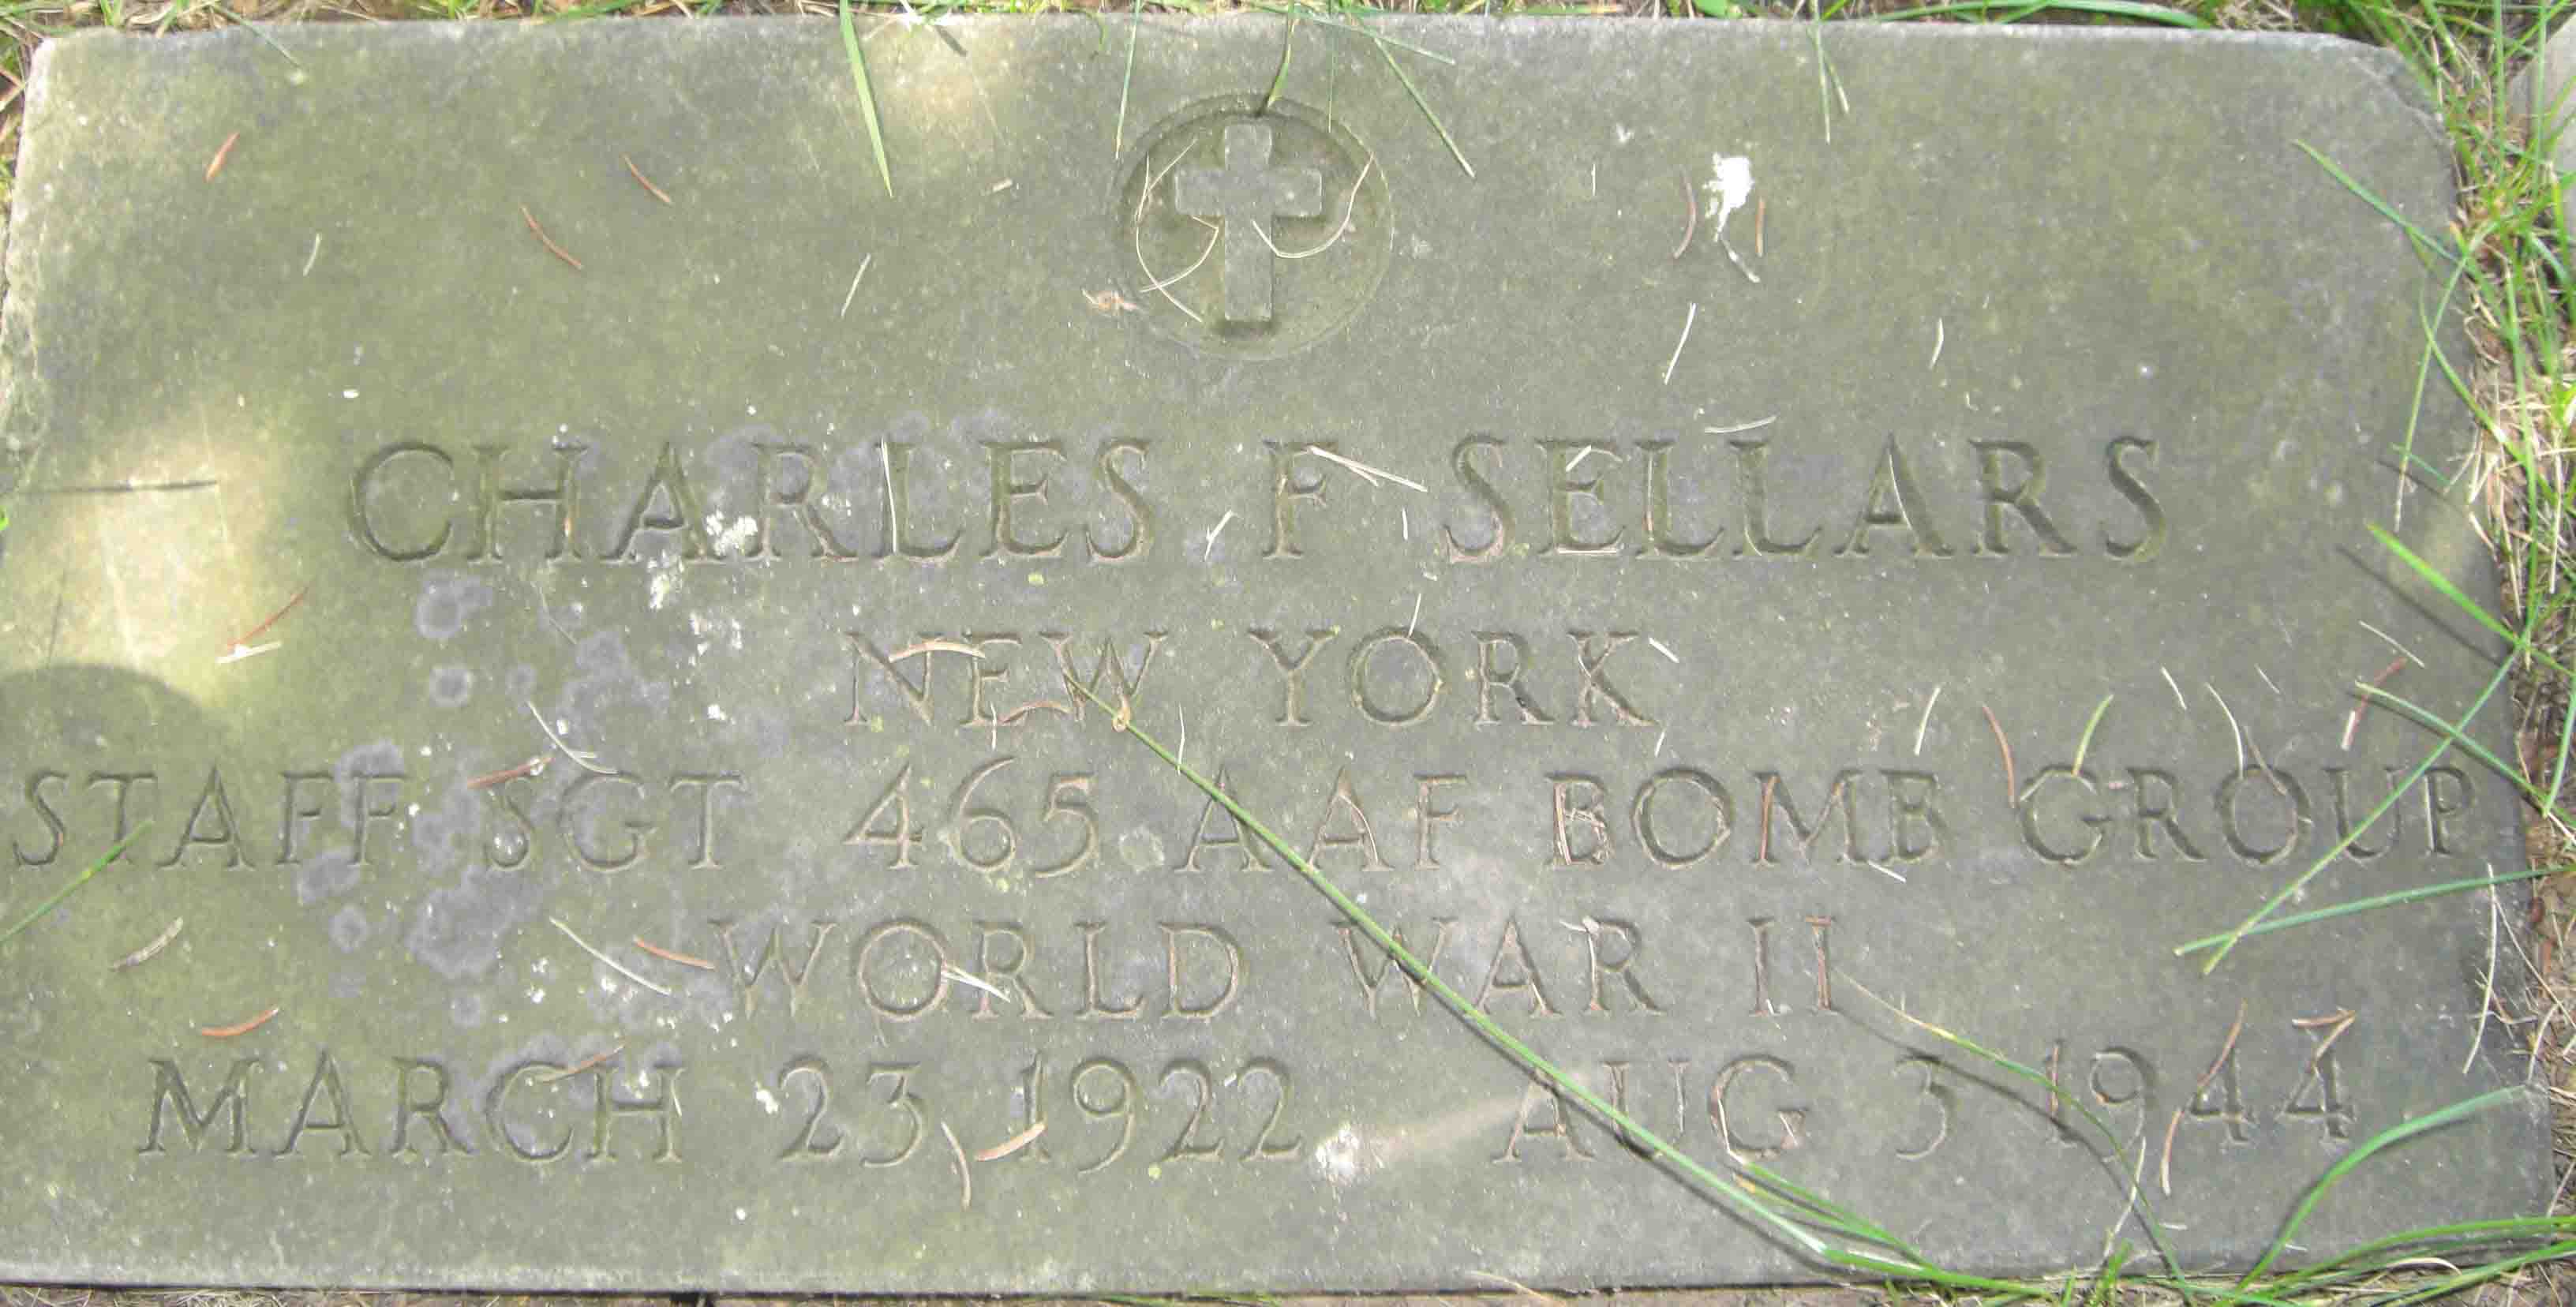 CHARLES F SELLARS
NEW YORK
STAFF SGT 465 AAF BOMB GROUP
WORLD WAR II
MARCH 23 1922 AUG 3 1944